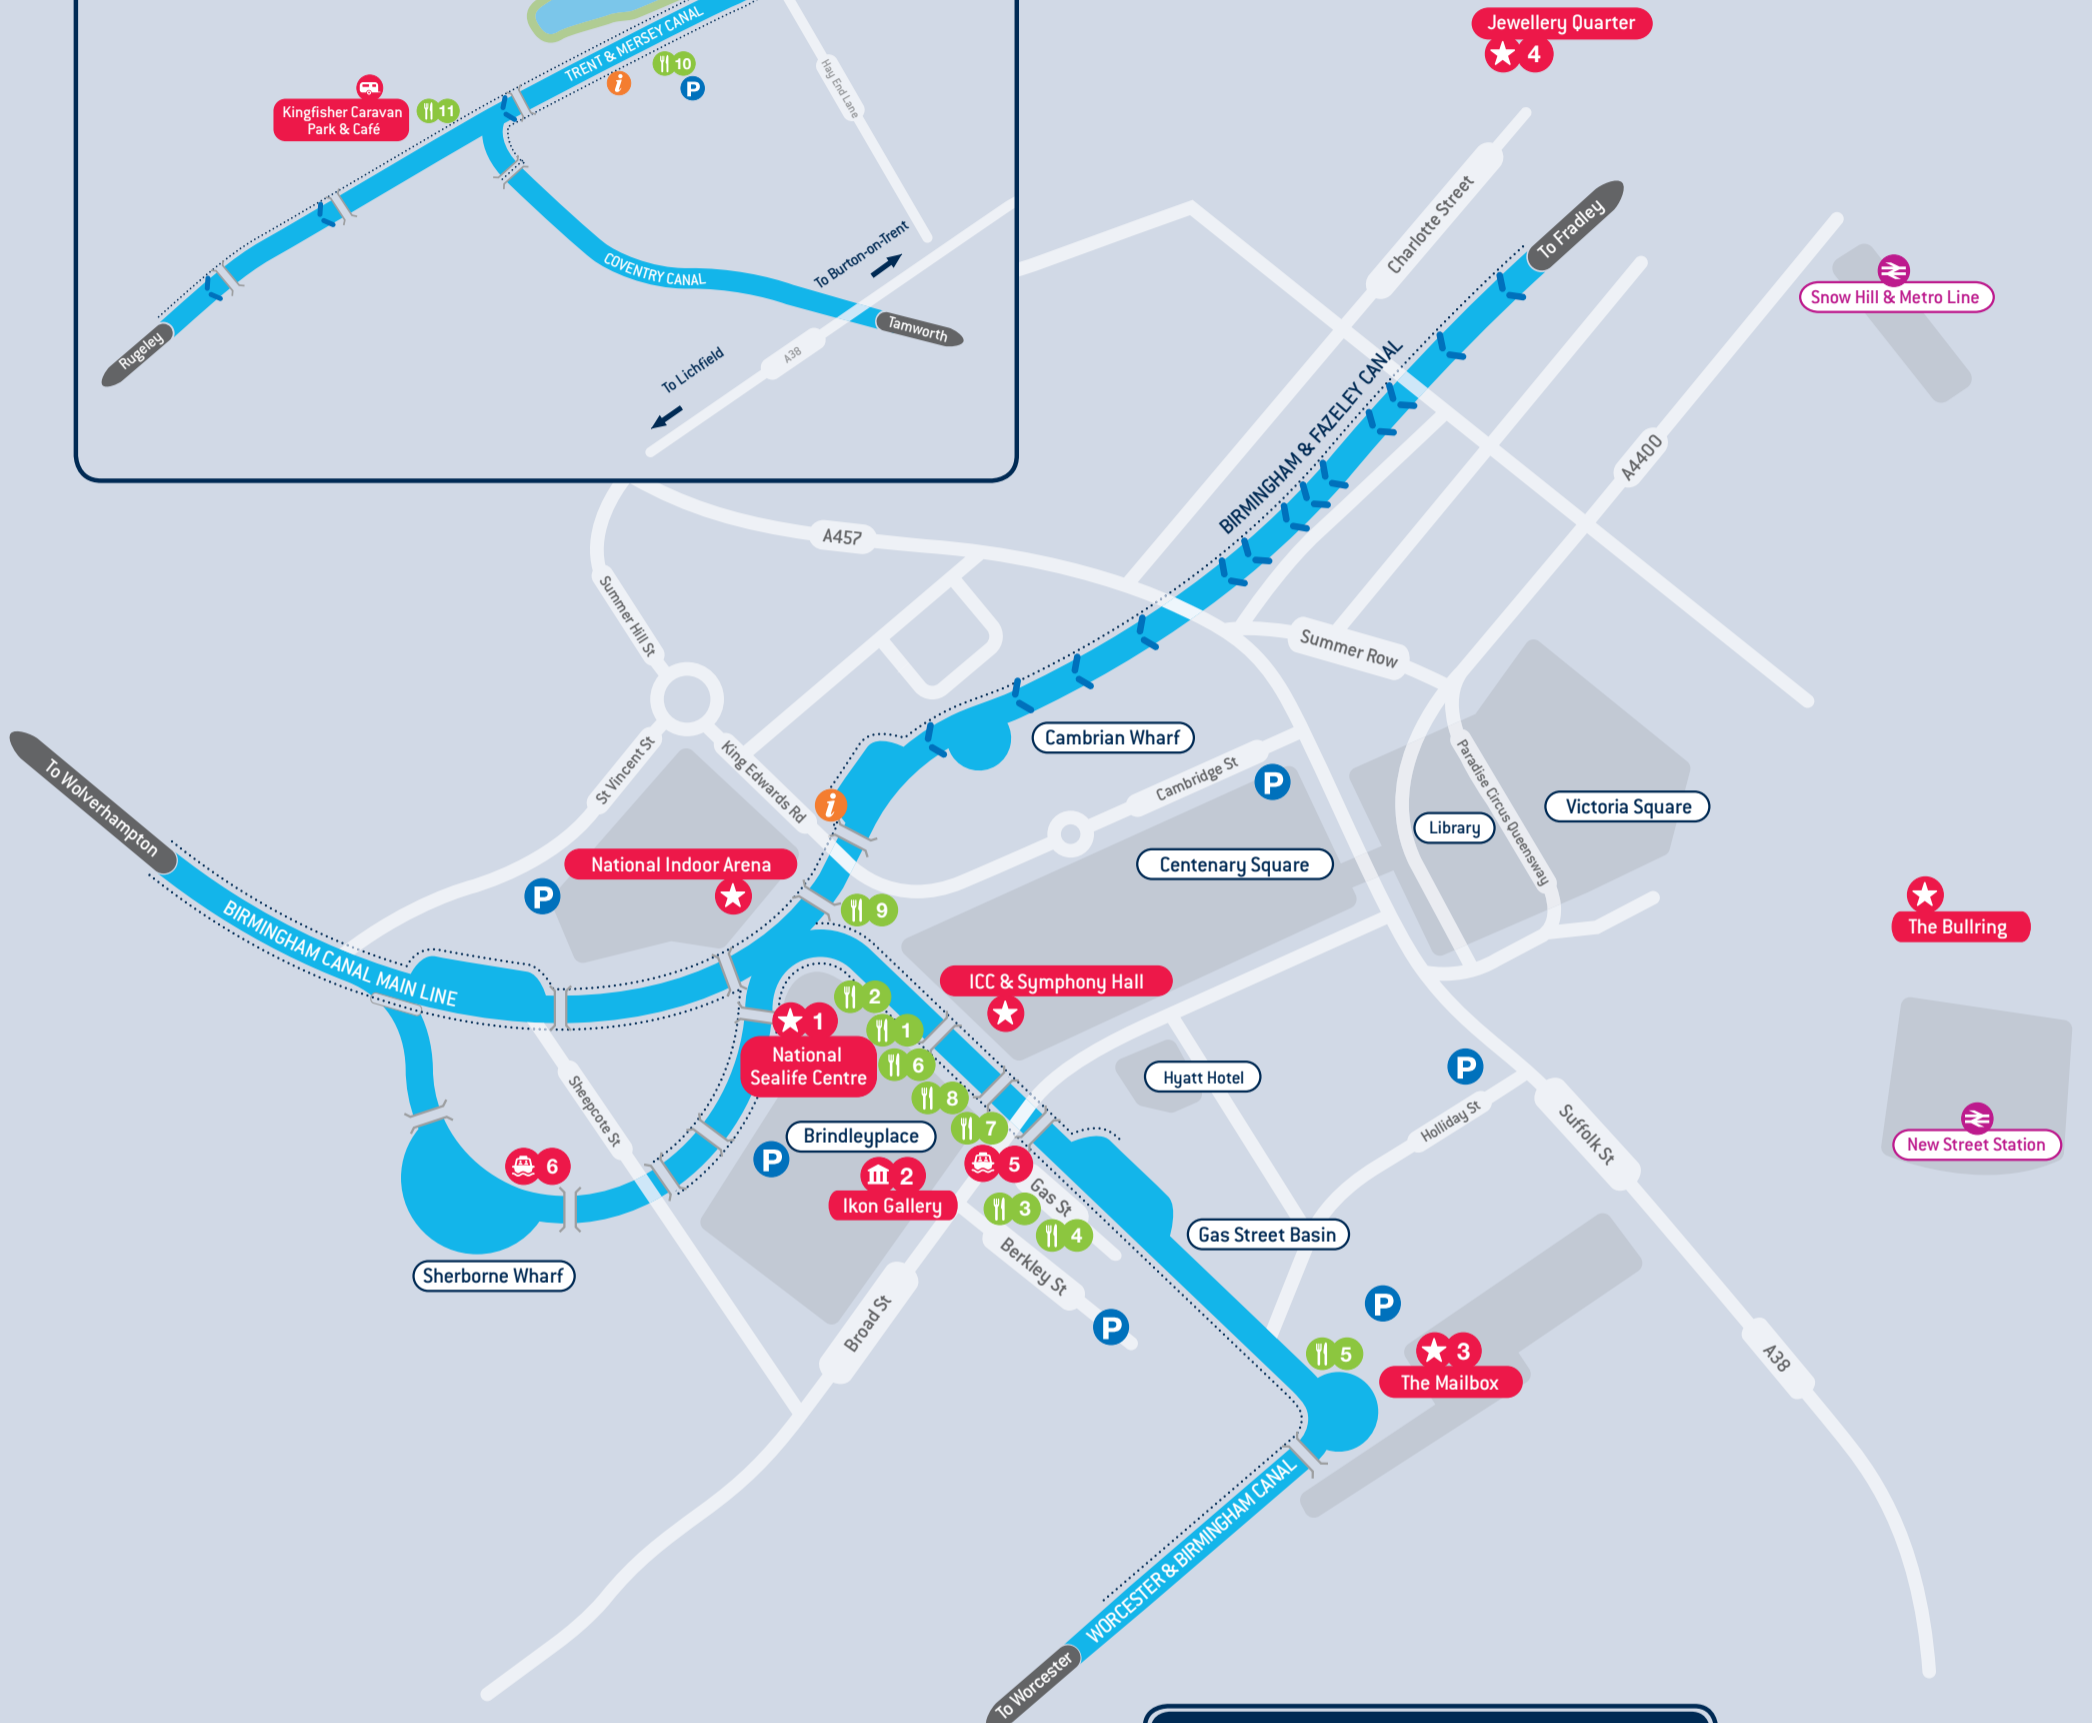 TRENT & MERSEY CANAL
10
P
Hay End Lane
Kingfisher Caravan
Park & Café
11
COVENTRY CANAL
To Burton-on-Trent
Tamworth
A38
To Lichfield
Rugeley
Jewellery Quarter
4
Charlotte Street
To Fradley
Snow Hill & Metro Line
BIRMINGHAM & FAZELEY CANAL
A4400
A457
Summer Hill St
Summer Row
Cambrian Wharf
St Vincent St
King Edwards Rd
Cambridge St
P
Paradise Circus Queensway
Victoria Square
Library
To Wolverhampton
i
National Indoor Arena
Centenary Square
P
9
The Bullring
BIRMINGHAM CANAL MAIN LINE
ICC & Symphony Hall
2
1
1
National
Sealife Centre
6
8
7
Hyatt Hotel
P
Holliday St
Suffolk St
New Street Station
Sheepcote St
Brindleyplace
P
6
2
Ikon Gallery
5
Gas St
3
4
Gas Street Basin
Berkley St
Sherborne Wharf
Broad St
P
P
5
3
The Mailbox
A38
WORCESTER & BIRMINGHAM CANAL
To Worcester
i